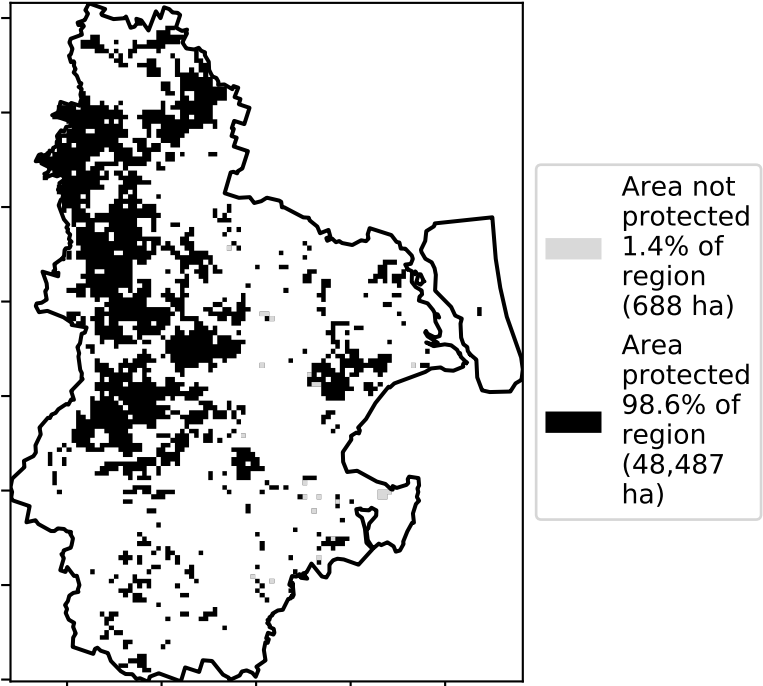 Area not
protected
1.4% of
region
(688 ha)
Area
protected
98.6% of
region
(48,487
ha)